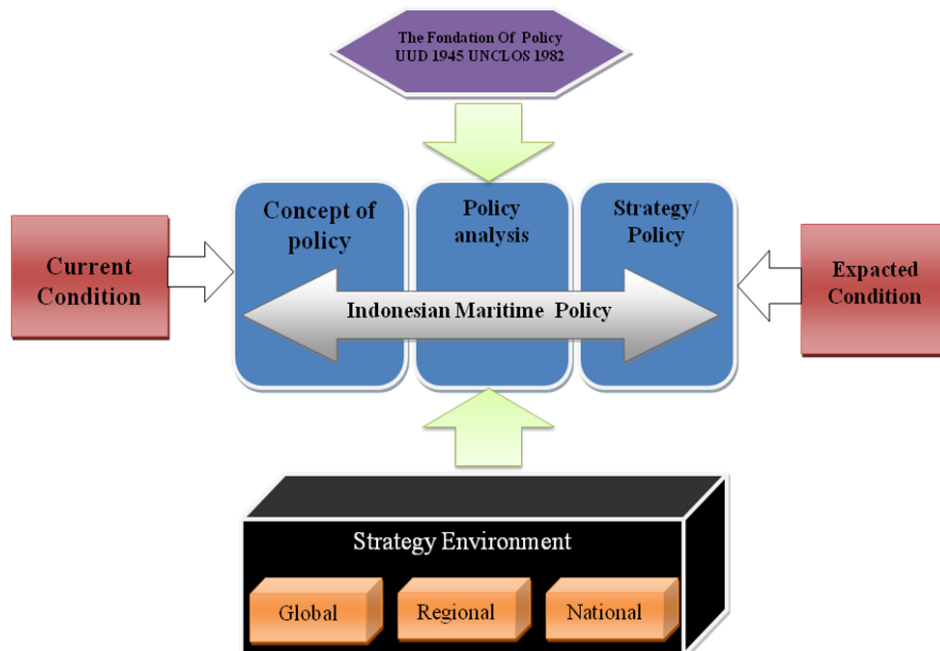 The Fondation Of Policy
UUD 1945 UNCLOS 1982
Concept of
policy
Policy
analysis
Strategy/
Policy
Current
Condition
Expacted
Condition
Indonesian Maritime Policy
Strategy Environment
Global
Regional
National